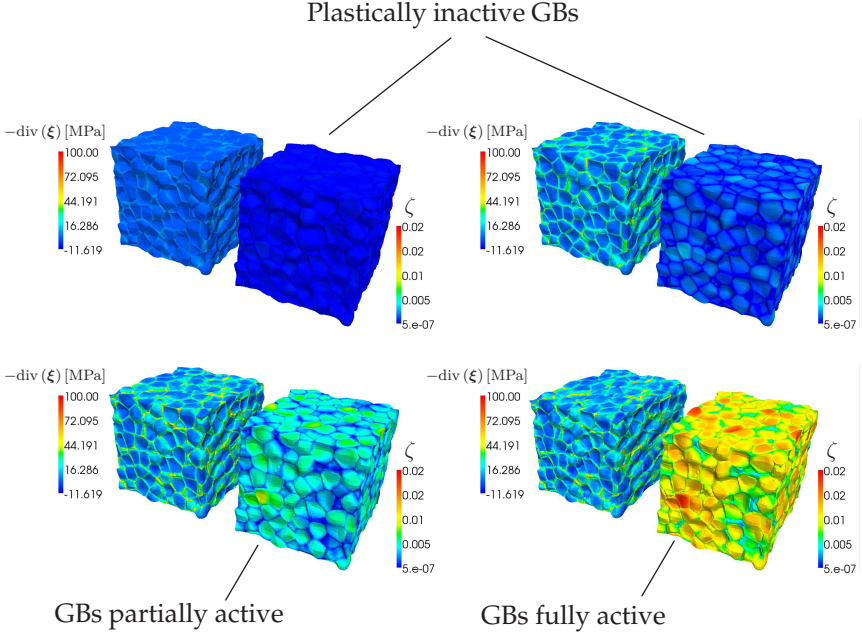 Plastically inactive GBs
−div (ξ) [MPa]
100.00
72.095
44.191
16.286
-11.619
ζ
0.02
0.02
0.01
0.005
5.e-07
−div (ξ) [MPa]
100.00
72.095
44.191
16.286
-11.619
ζ
0.02
0.02
0.01
0.005
5.e-07
−div (ξ) [MPa]
100.00
72.095
44.191
16.286
-11.619
ζ
0.02
0.02
0.01
0.005
5.e-07
−div (ξ) [MPa]
100.00
72.095
44.191
16.286
-11.619
ζ
0.02
0.02
0.01
0.005
5.e-07
GBs partially active
GBs fully active